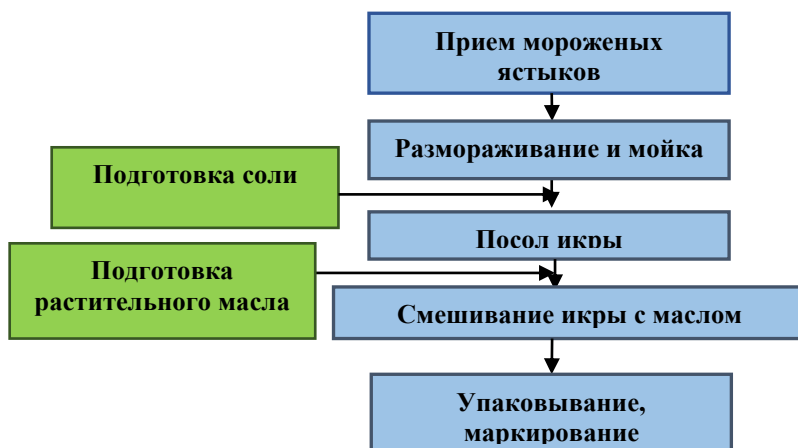 Прием мороженых
ястыков
Размораживание и мойка
Подготовка соли
Посол икры
Подготовка
растительного масла
Смешивание икры с маслом
Упаковывание,
маркирование